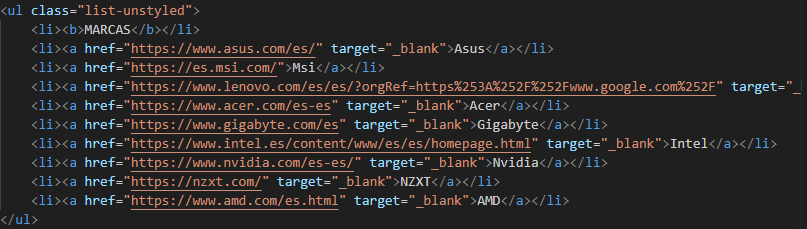 <ul class="list-unstyled">
<li><b>MARCAS</b></li>
<li><a href="https://www.asus.com/es/" target="_blank">Asus</a></li>
<li><a href="https://es.msi.com/">Msi</a></li>
<li><a href="https://www.lenovo.com/es/es/?orgRef=https%253A%252F%252Fwww.google.com%252F" target="_
<li><a href="https://www.acer.com/es-es" target="_blank">Acer</a></li>
<li><a href="https://www.gigabyte.com/es" target="_blank">Gigabyte</a></li>
<li><a href="https://www.intel.es/content/www/es/es/homepage.html" target="_blank">Intel</a></li>
<li><a href="https://www.nvidia.com/es-es/" target="_blank">Nvidia</a></li>
<li><a href="https://nzxt.com/" target="_blank">NZXT</a></li>
<li><a href="https://www.amd.com/es.html" target="_blank">AMD</a></li>
</ul>